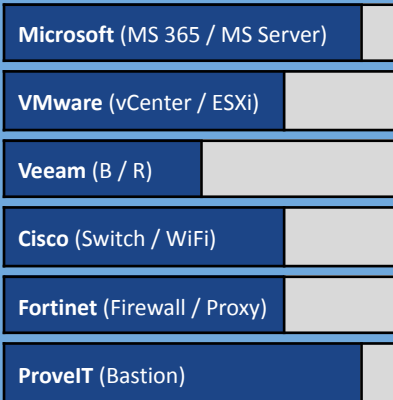 Microsoft (MS 365 / MS Server)
VMware (vCenter / ESXi)
Veeam (B / R)
Cisco (Switch / WiFi)
Fortinet (Firewall / Proxy)
ProveIT (Bastion)